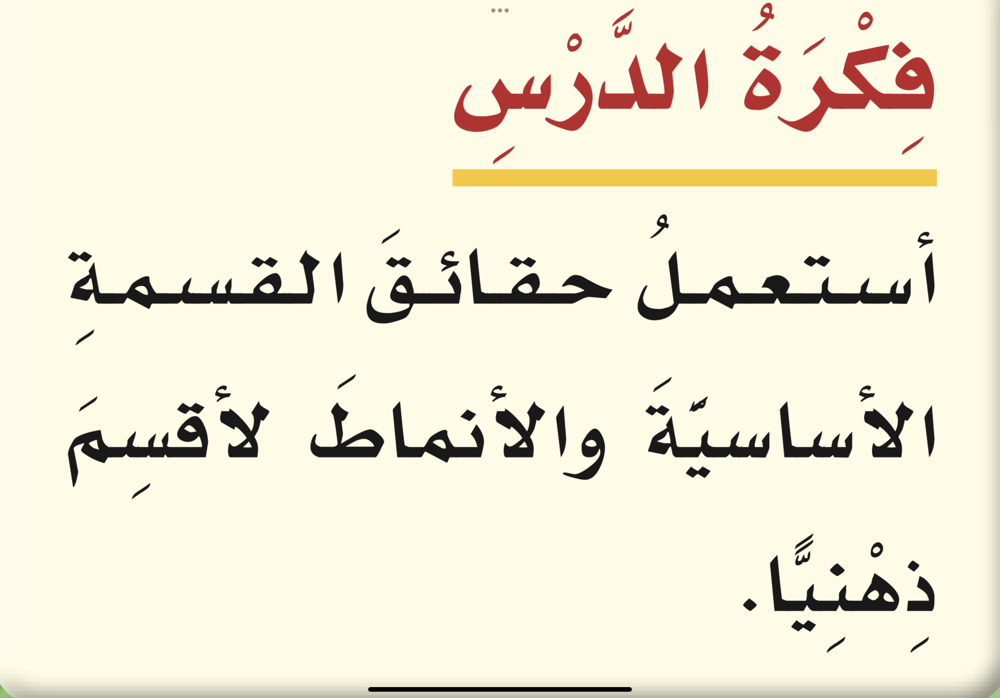 فِكْرَةُ الدَّرْسِ
أستعملُ حقائقَ القسمةِ
الأساسيّةَ والأنماطَ لأقسِمَ
ذِهْنِيًّا.